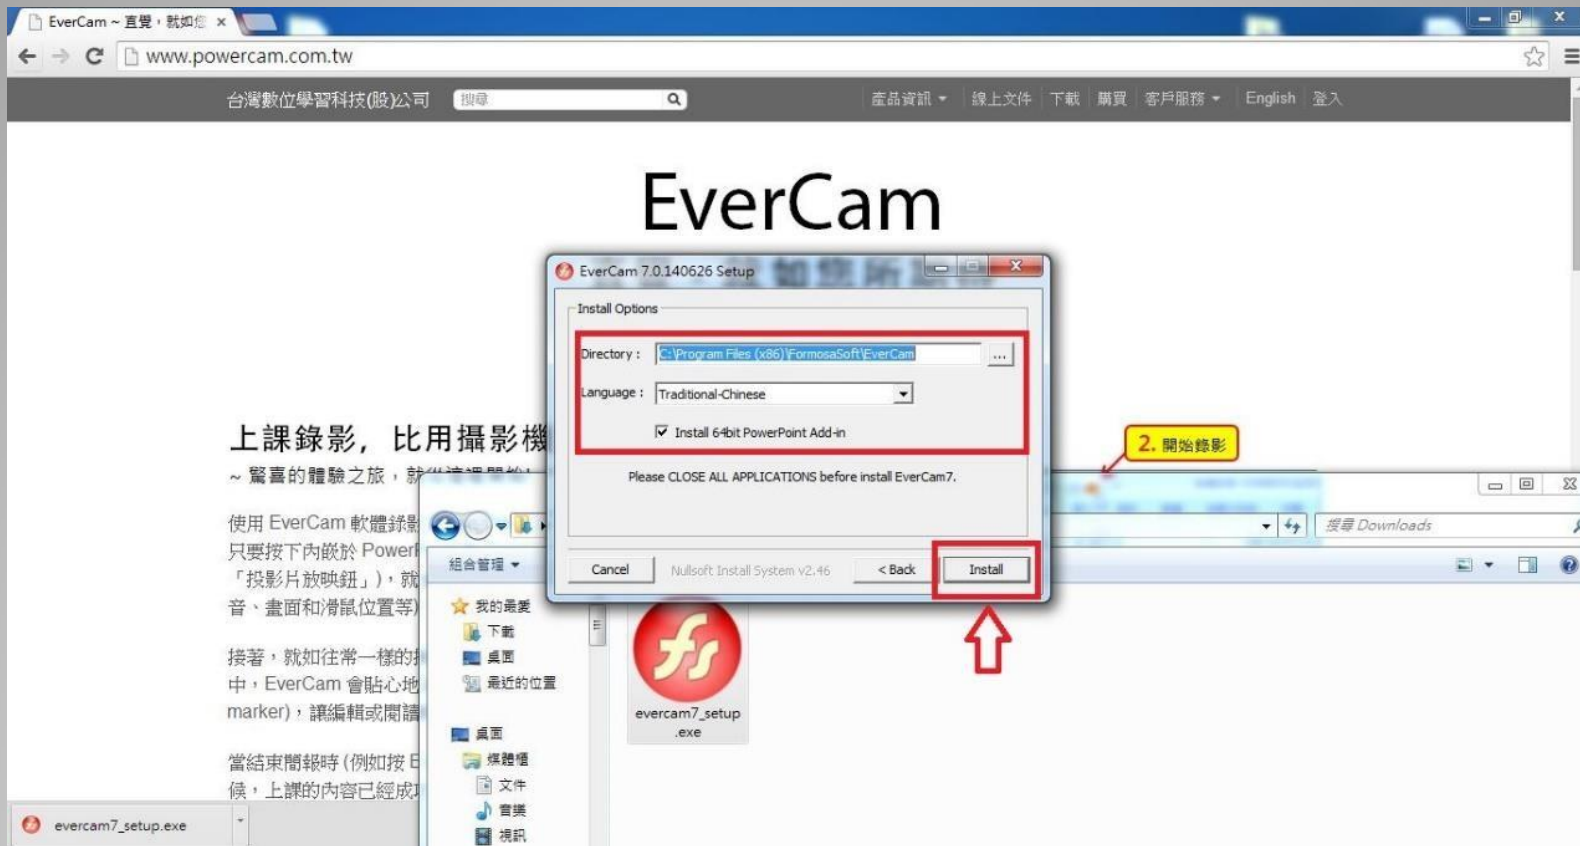 EverCam ~ 直覺，就如您
www.powercam.com.tw
台灣數位學習科技(股)公司
搜尋
產品資訊
線上文件
下載
購買
客戶服務
English
登入
EverCam
EverCam 7.0.140626 Setup
Install Options
Directory :
C:\Program Files (x86)\FormosaSoft\EverCam
...
Language :
Traditional-Chinese
Install 64bit PowerPoint Add-in
Please CLOSE ALL APPLICATIONS before install EverCam7.
Cancel
Nullsoft Install System v2.46
< Back
Install
上課錄影, 比用攝影機
2. 開始錄影
~ 驚喜的體驗之旅，就從這裡開始!
使用 EverCam 軟體錄影
只要按下內嵌於 PowerP
「投影片放映鈕」)，就
音、畫面和滑鼠位置等)
接著，就如往常一樣的
中，EverCam 會貼心地
marker)，讓編輯或閱讀
當結束簡報時 (例如按 E
候，上課的內容已經成
搜尋 Downloads
組合管理
我的最愛
下載
桌面
最近的位置
桌面
媒體櫃
文件
音樂
視訊
evercam7_setup
.exe
evercam7_setup.exe